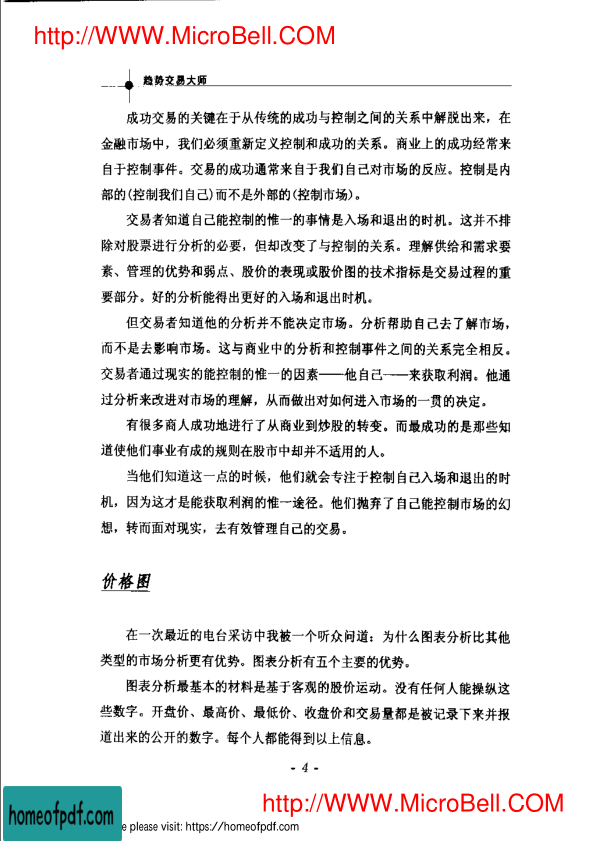 http://WWW.MicroBell.COM
趋势交易大师
成功交易的关键在于从传统的成功与控制之间的关系中解脱出来，在
金融市场中，我们必须重新定义控制和成功的关系。商业上的成功经常来
自于控制事件。交易的成功通常来自于我们自己对市场的反应。控制是内
部的(控制我们自己)而不是外部的(控制市场)。
交易者知道自己能控制的惟一的事情是入场和退出的时机。这并不排
除对股票进行分析的必要，但却改变了与控制的关系。理解供给和需求要
素、管理的优势和弱点、股价的表现或股价图的技术指标是交易过程的重
要部分。好的分析能得出更好的入场和退出时机。
但交易者知道他的分析并不能决定市场。分析帮助自己去了解市场，
而不是去影响市场。这与商业中的分析和控制事件之间的关系完全相反。
交易者通过现实的能控制的惟一的因素——他自己——来获取利润。他通
过分析来改进对市场的理解，从而做出对如何进入市场的一贯的决定。
有很多商人成功地进行了从商业到炒股的转变。而最成功的是那些知
道使他们事业有成的规则在股市中却并不适用的人。
当他们知道这一点的时候，他们就会专注于控制自己入场和退出的时
机，因为这才是能获取利润的惟一途径。他们抛弃了自己能控制市场的幻
想，转而面对现实，去有效管理自己的交易。
价格图
在一次最近的电台采访中我被一个听众问道：为什么图表分析比其他
类型的市场分析更有优势。图表分析有五个主要的优势。
图表分析最基本的材料是基于客观的股价运动。没有任何人能操纵这
些数字。开盘价、最高价、最低价、收盘价和交易量都是被记录下来并报
道出来的公开的数字。每个人都能得到以上信息。
- 4 -
http://WWW.MicroBell.COM
homeofpdf.com
e please visit: https://homeofpdf.com